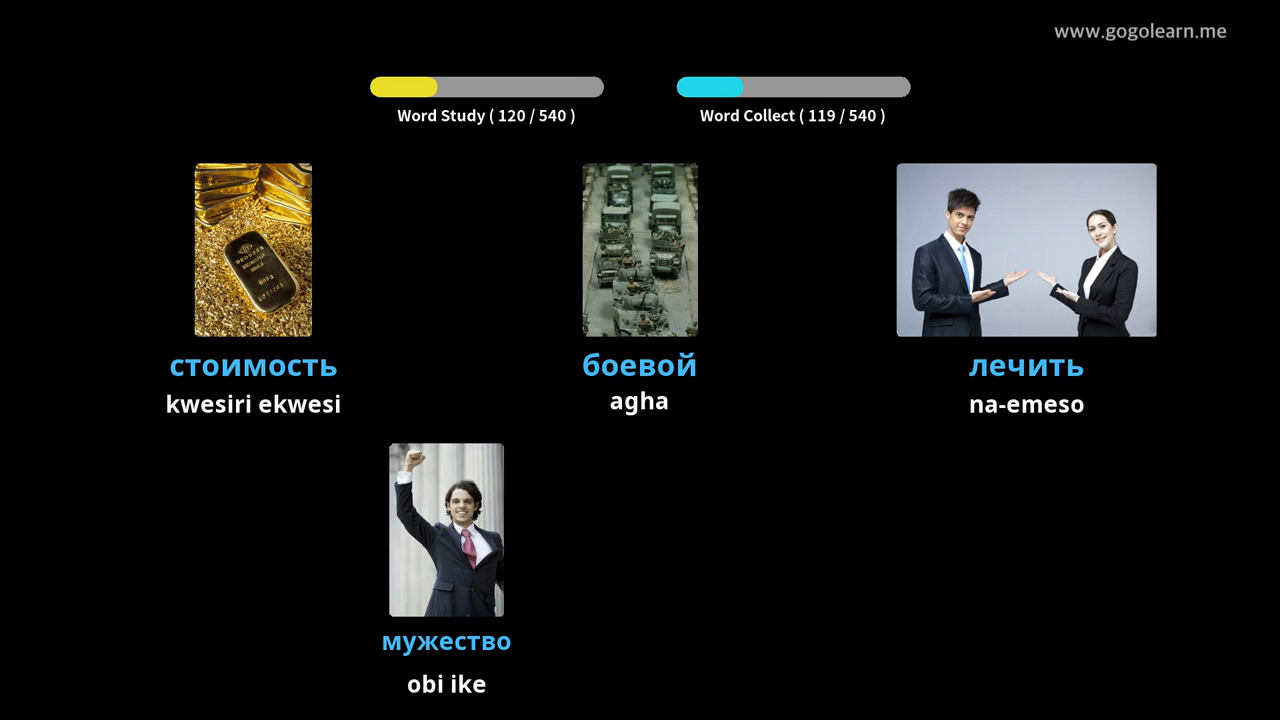 www.gogolearn.me
Word Study ( 120 / 540 )
Word Collect ( 119 / 540 )
стоимость
боевой
лечить
kwesiri ekwesi
agha
na-emeso
мужество
obi ike